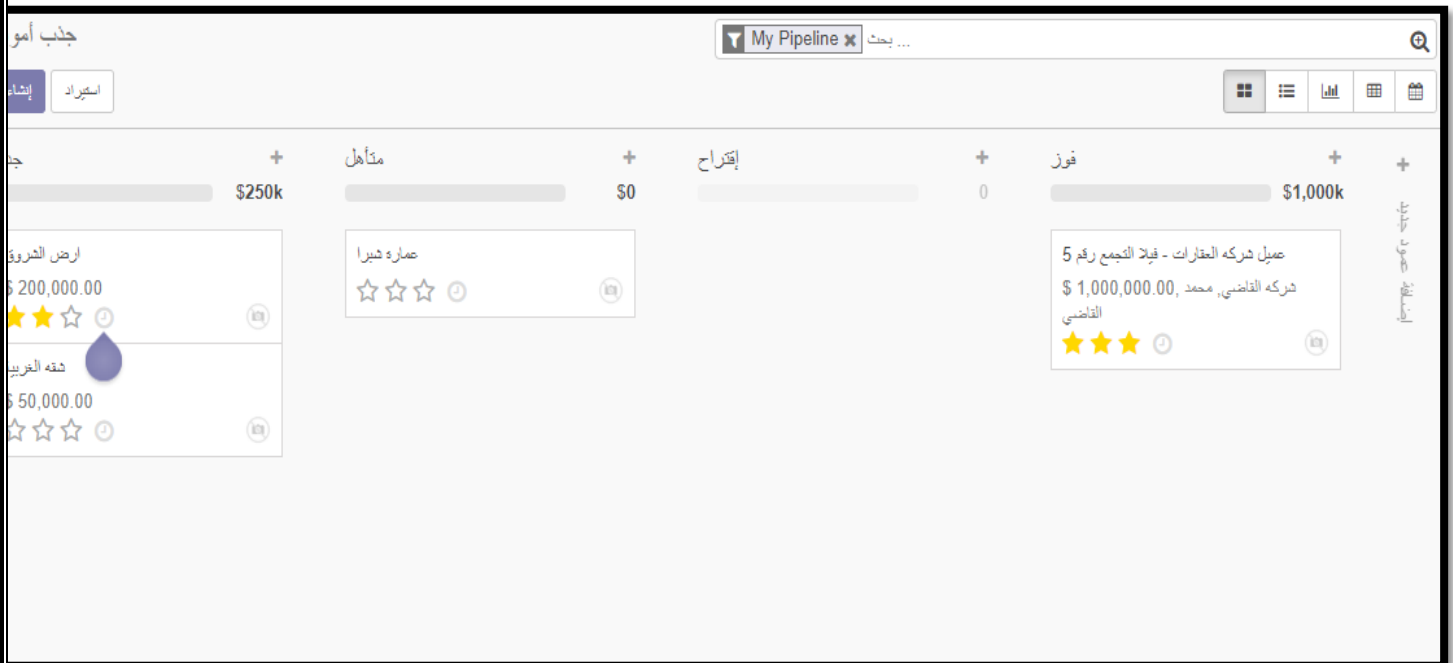 جذب أمو
My Pipeline
بحث ...
استيراد
إنشاء
جد
$250k
ارض الشروق
$ 200,000.00
شقه الغريب
$ 50,000.00
متأهل
$0
عماره شبرا
إقتراح
0
فوز
$1,000k
عميل شركه العقارات - فيلا التجمع رقم 5
$ 1,000,000.00, شركه القاضي, محمد
القاضي
إضافة عمود جديد